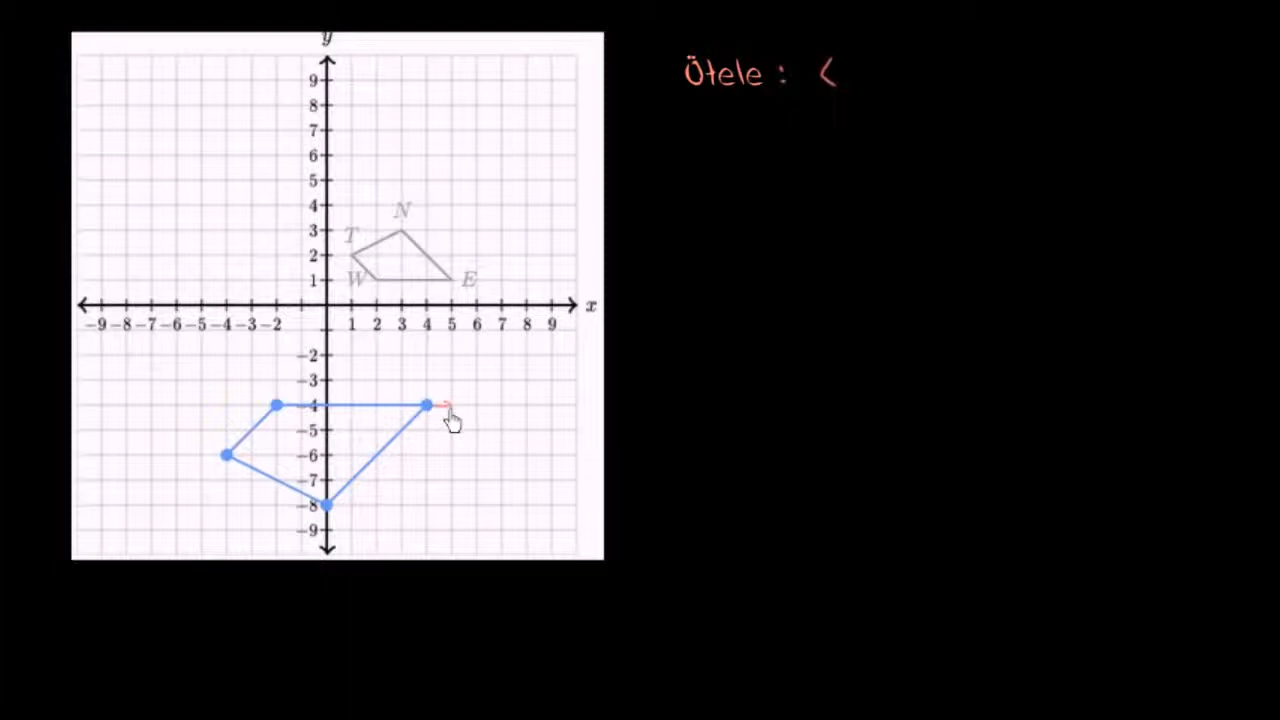 y
Ötele : <
9
8
7
6
5
4
N
3
T
2
W 1 E
x
−9 −8 −7 −6 −5 −4 −3 −2 1 2 3 4 5 6 7 8 9
−2
−3
−4
−5
−6
−7
−8
−9